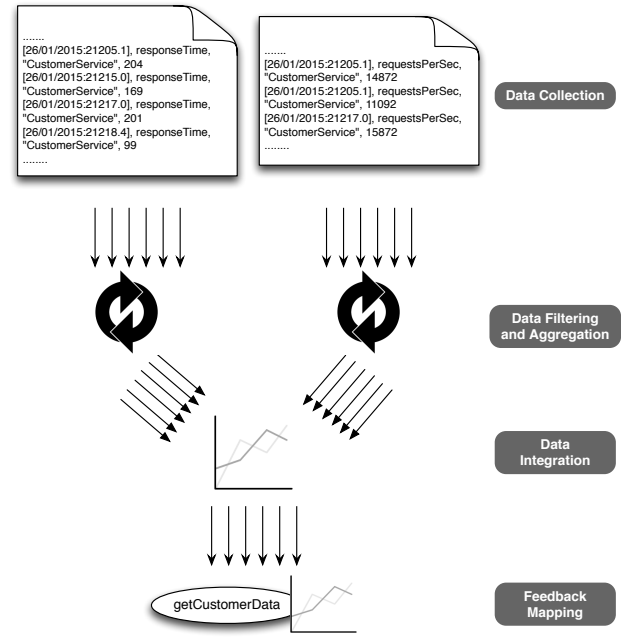 .......
[26/01/2015:21205.1], responseTime,
"CustomerService", 204
[26/01/2015:21215.0], responseTime,
"CustomerService", 169
[26/01/2015:21217.0], responseTime,
"CustomerService", 201
[26/01/2015:21218.4], responseTime,
"CustomerService", 99
........
.......
[26/01/2015:21205.1], requestsPerSec,
"CustomerService", 14872
[26/01/2015:21205.1], requestsPerSec,
"CustomerService", 11092
[26/01/2015:21217.0], requestsPerSec,
"CustomerService", 15872
........
Data Collection
Data Filtering
and Aggregation
Data
Integration
getCustomerData
Feedback
Mapping